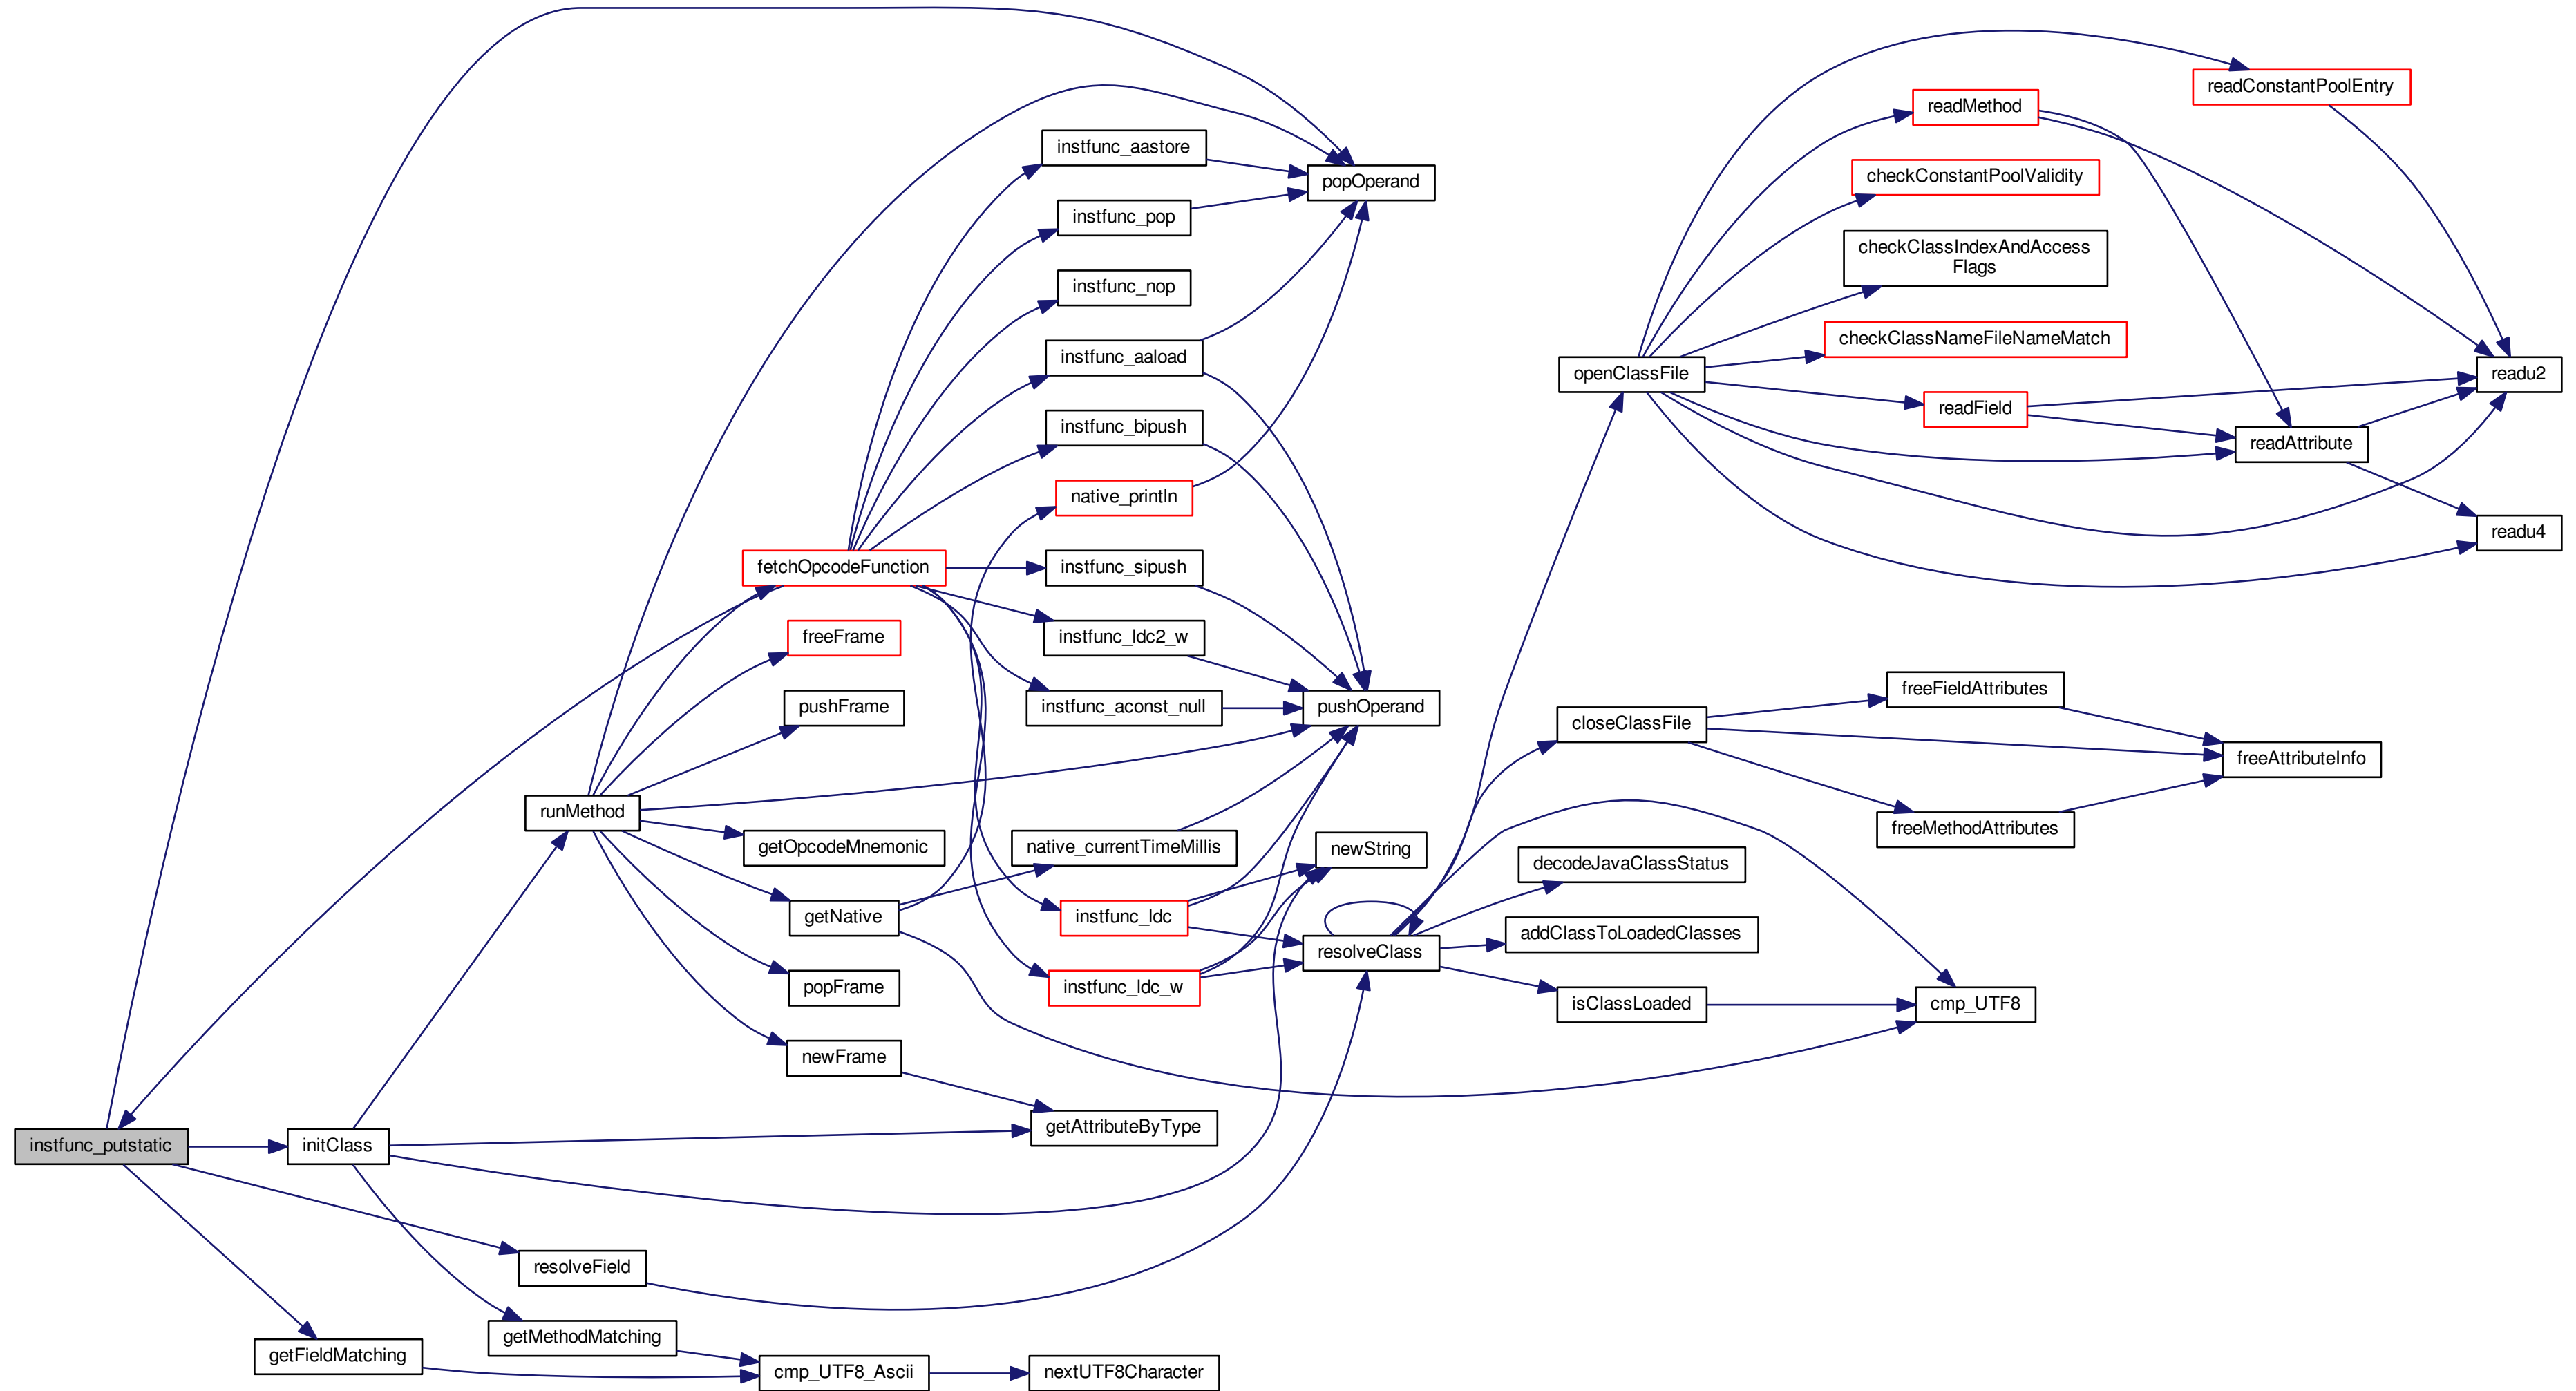 readConstantPoolEntry
readMethod
instfunc_aastore
popOperand
checkConstantPoolValidity
instfunc_pop
checkClassIndexAndAccess
Flags
instfunc_nop
checkClassNameFileNameMatch
instfunc_aaload
openClassFile
readu2
readField
instfunc_bipush
readAttribute
native_println
readu4
fetchOpcodeFunction
instfunc_sipush
freeFrame
instfunc_ldc2_w
freeFieldAttributes
pushFrame
instfunc_aconst_null
pushOperand
closeClassFile
freeAttributeInfo
runMethod
freeMethodAttributes
getOpcodeMnemonic
native_currentTimeMillis
newString
decodeJavaClassStatus
getNative
instfunc_ldc
addClassToLoadedClasses
resolveClass
popFrame
instfunc_ldc_w
isClassLoaded
cmp_UTF8
newFrame
getAttributeByType
instfunc_putstatic
initClass
resolveField
getMethodMatching
getFieldMatching
cmp_UTF8_Ascii
nextUTF8Character